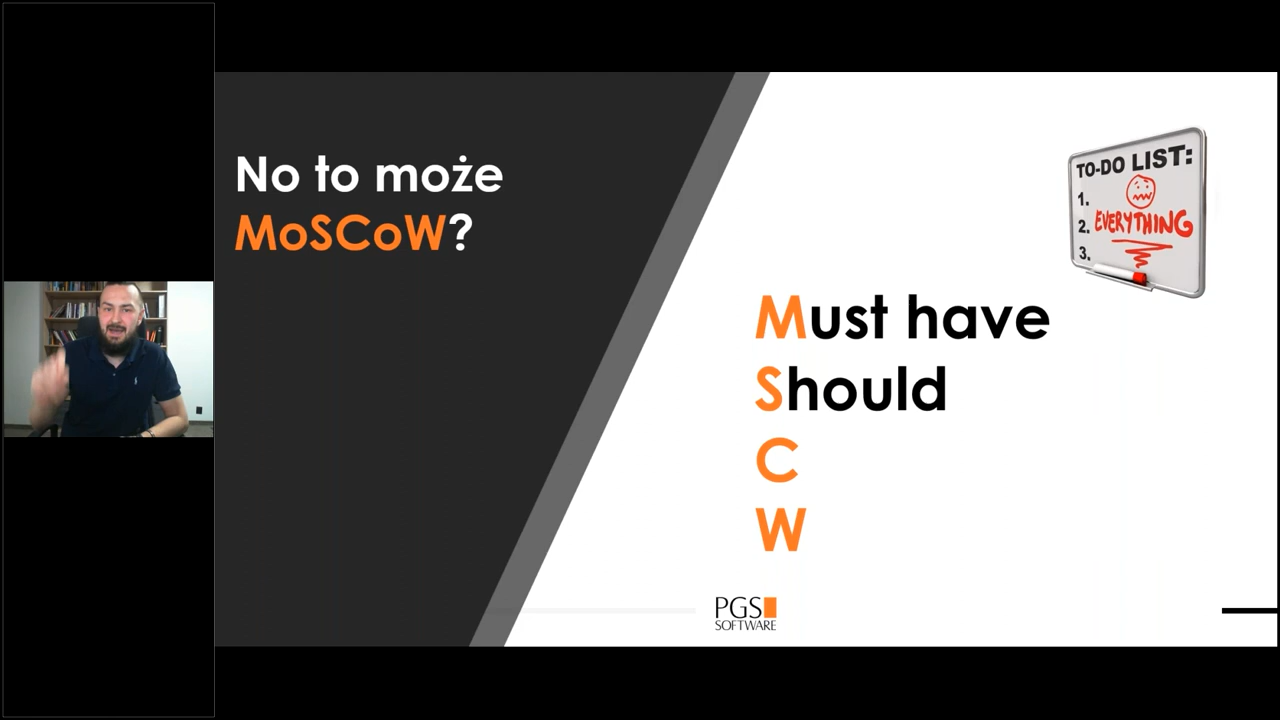 No to może
MoSCoW?
TO-DO LIST:
1.
2. EVERYTHING
3.
Must have
Should
C
W
PGS
SOFTWARE